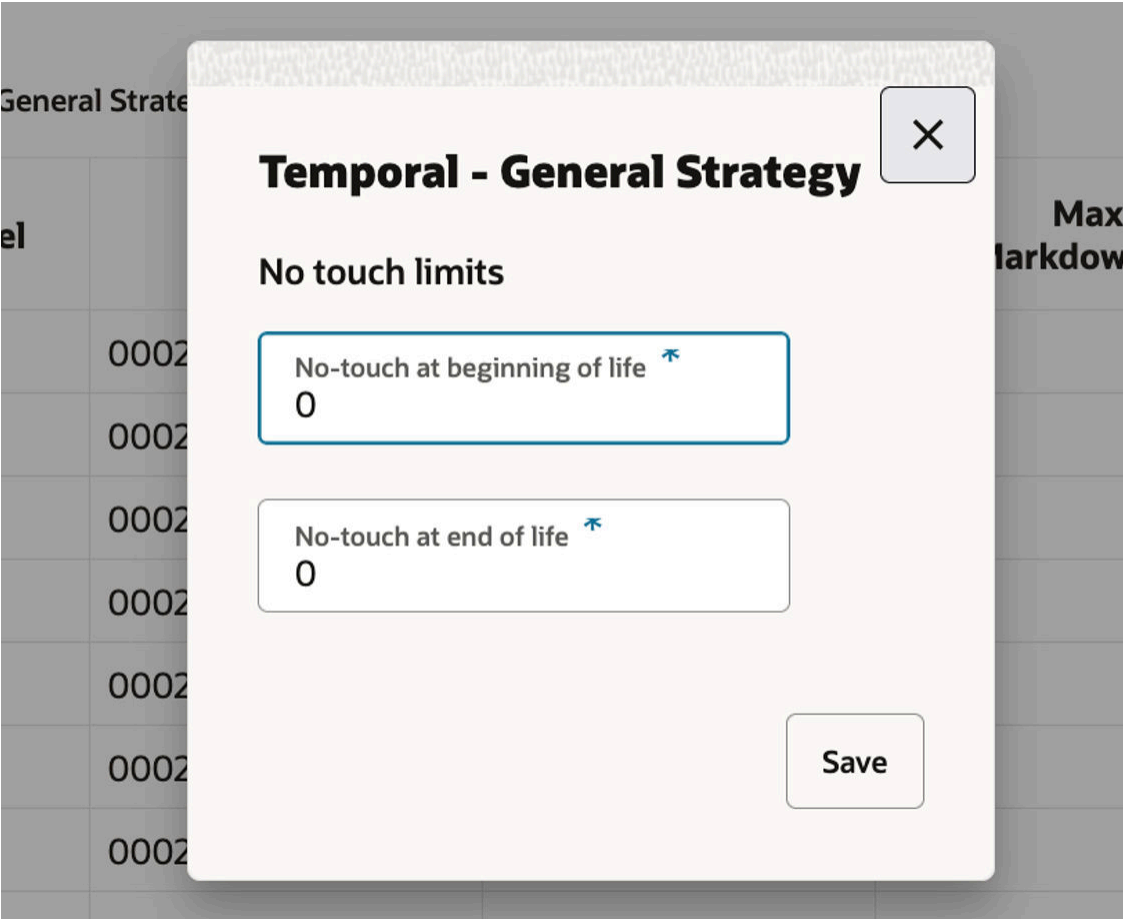 General Strate
Temporal - General Strategy
el
Max
Markdow
No touch limits
No-touch at beginning of life *
0
No-touch at end of life *
0
Save
0002
0002
0002
0002
0002
0002
0002